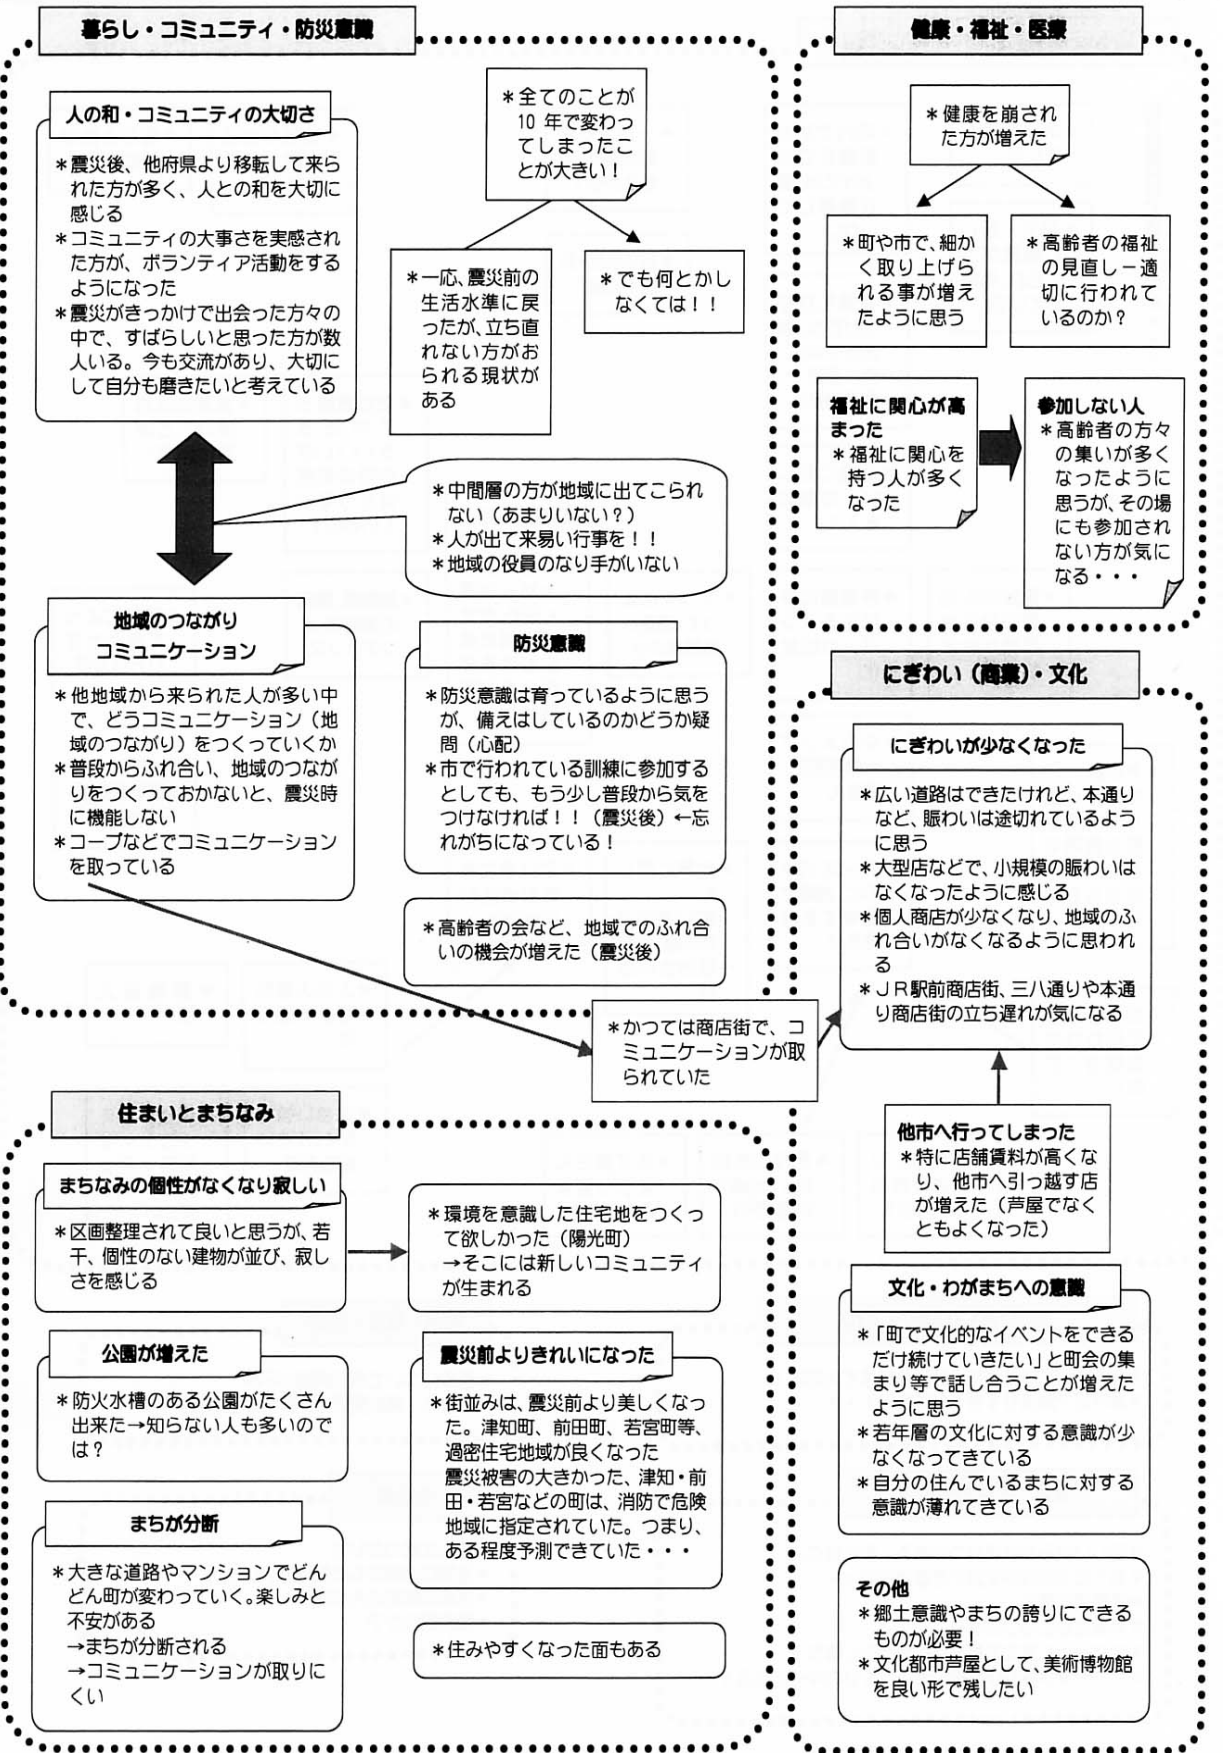 暮らし・コミュニティ・防災意識
人の和・コミュニティの大切さ
＊震災後、他府県より移転して来ら
れた方が多く、人との和を大切に
感じる
＊コミュニティの大事さを実感され
た方が、ボランティア活動をする
ようになった
＊震災がきっかけで出会った方々の
中で、すばらしいと思った方が数
人いる。今も交流があり、大切に
して自分も磨きたいと考えている
＊全てのことが
10 年で変わっ
てしまったこ
とが大きい！
＊一応、震災前の
生活水準に戻
ったが、立ち直
れない方がお
られる現状が
ある
＊でも何とかし
なくては！！
＊中間層の方が地域に出てこられ
ない（あまりいない？）
＊人が出て来易い行事を！！
＊地域の役員のなり手がいない
地域のつながり
コミュニケーション
＊他地域から来られた人が多い中
で、どうコミュニケーション（地
域のつながり）をつくっていくか
＊普段からふれ合い、地域のつなが
りをつくっておかないと、震災時
に機能しない
＊コープなどでコミュニケーション
を取っている
防災意識
＊防災意識は育っているように思う
が、備えはしているのかどうか疑
問（心配）
＊市で行われている訓練に参加する
としても、もう少し普段から気を
つけなければ！！（震災後）←忘
れがちになっている！
＊高齢者の会など、地域でのふれ合
いの機会が増えた（震災後）
健康・福祉・医療
＊健康を崩され
た方が増えた
＊町や市で、細か
く取り上げら
れる事が増え
たように思う
＊高齢者の福祉
の見直し－適
切に行われて
いるのか？
福祉に関心が高
まった
＊福祉に関心を
持つ人が多く
なった
参加しない人
＊高齢者の方々
の集いが多く
なったように
思うが、その場
にも参加され
ない方が気に
なる・・・
にぎわい（商業）・文化
にぎわいが少なくなった
＊広い道路はできたけれど、本通り
など、賑わいは途切れているよう
に思う
＊大型店などで、小規模の賑わいは
なくなったように感じる
＊個人商店が少なくなり、地域のふ
れ合いがなくなるように思われ
る
＊ＪＲ駅前商店街、三八通りや本通
り商店街の立ち遅れが気になる
＊かつては商店街で、コ
ミュニケーションが取
られていた
他市へ行ってしまった
＊特に店舗賃料が高くな
り、他市へ引っ越す店
が増えた（芦屋でなく
ともよくなった）
文化・わがまちへの意識
＊「町で文化的なイベントをできる
だけ続けていきたい」と町会の集
まり等で話し合うことが増えた
ように思う
＊若年層の文化に対する意識が少
なくなってきている
＊自分の住んでいるまちに対する
意識が薄れてきている
その他
＊郷土意識やまちの誇りにできる
ものが必要！
＊文化都市芦屋として、美術博物館
を良い形で残したい
住まいとまちなみ
まちなみの個性がなくなり寂しい
＊区画整理されて良いと思うが、若
干、個性のない建物が並び、寂し
さを感じる
＊環境を意識した住宅地をつくっ
て欲しかった（陽光町）
→そこには新しいコミュニティ
が生まれる
公園が増えた
＊防火水槽のある公園がたくさん
出来た→知らない人も多いので
は？
震災前よりきれいになった
＊街並みは、震災前より美しくなっ
た。津知町、前田町、若宮町等、
過密住宅地域が良くなった
震災被害の大きかった、津知・前
田・若宮などの町は、消防で危険
地域に指定されていた。つまり、
ある程度予測できていた・・・
まちが分断
＊大きな道路やマンションでどん
どん町が変わっていく。楽しみと
不安がある
→まちが分断される
→コミュニケーションが取りに
くい
＊住みやすくなった面もある